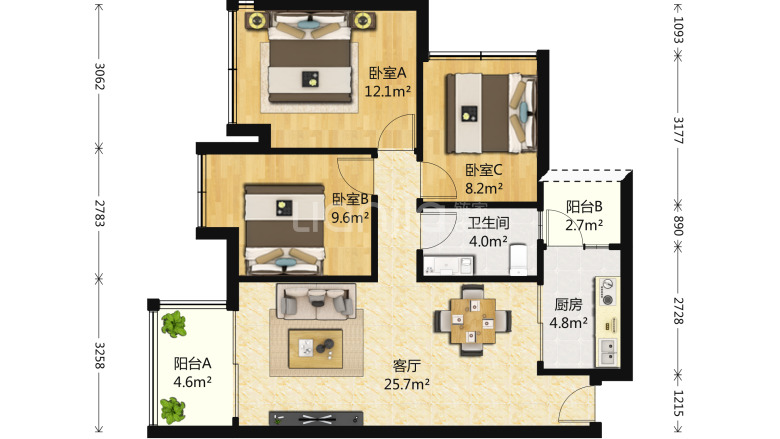 卧室A
12.1m²
卧室C
8.2m²
卧室B
9.6m²
阳台B
2.7m²
卫生间
4.0m²
厨房
4.8m²
阳台A
4.6m²
客厅
25.7m²
3062
2783
3258
1093
3177
890
2728
1215
Lianjia
链家